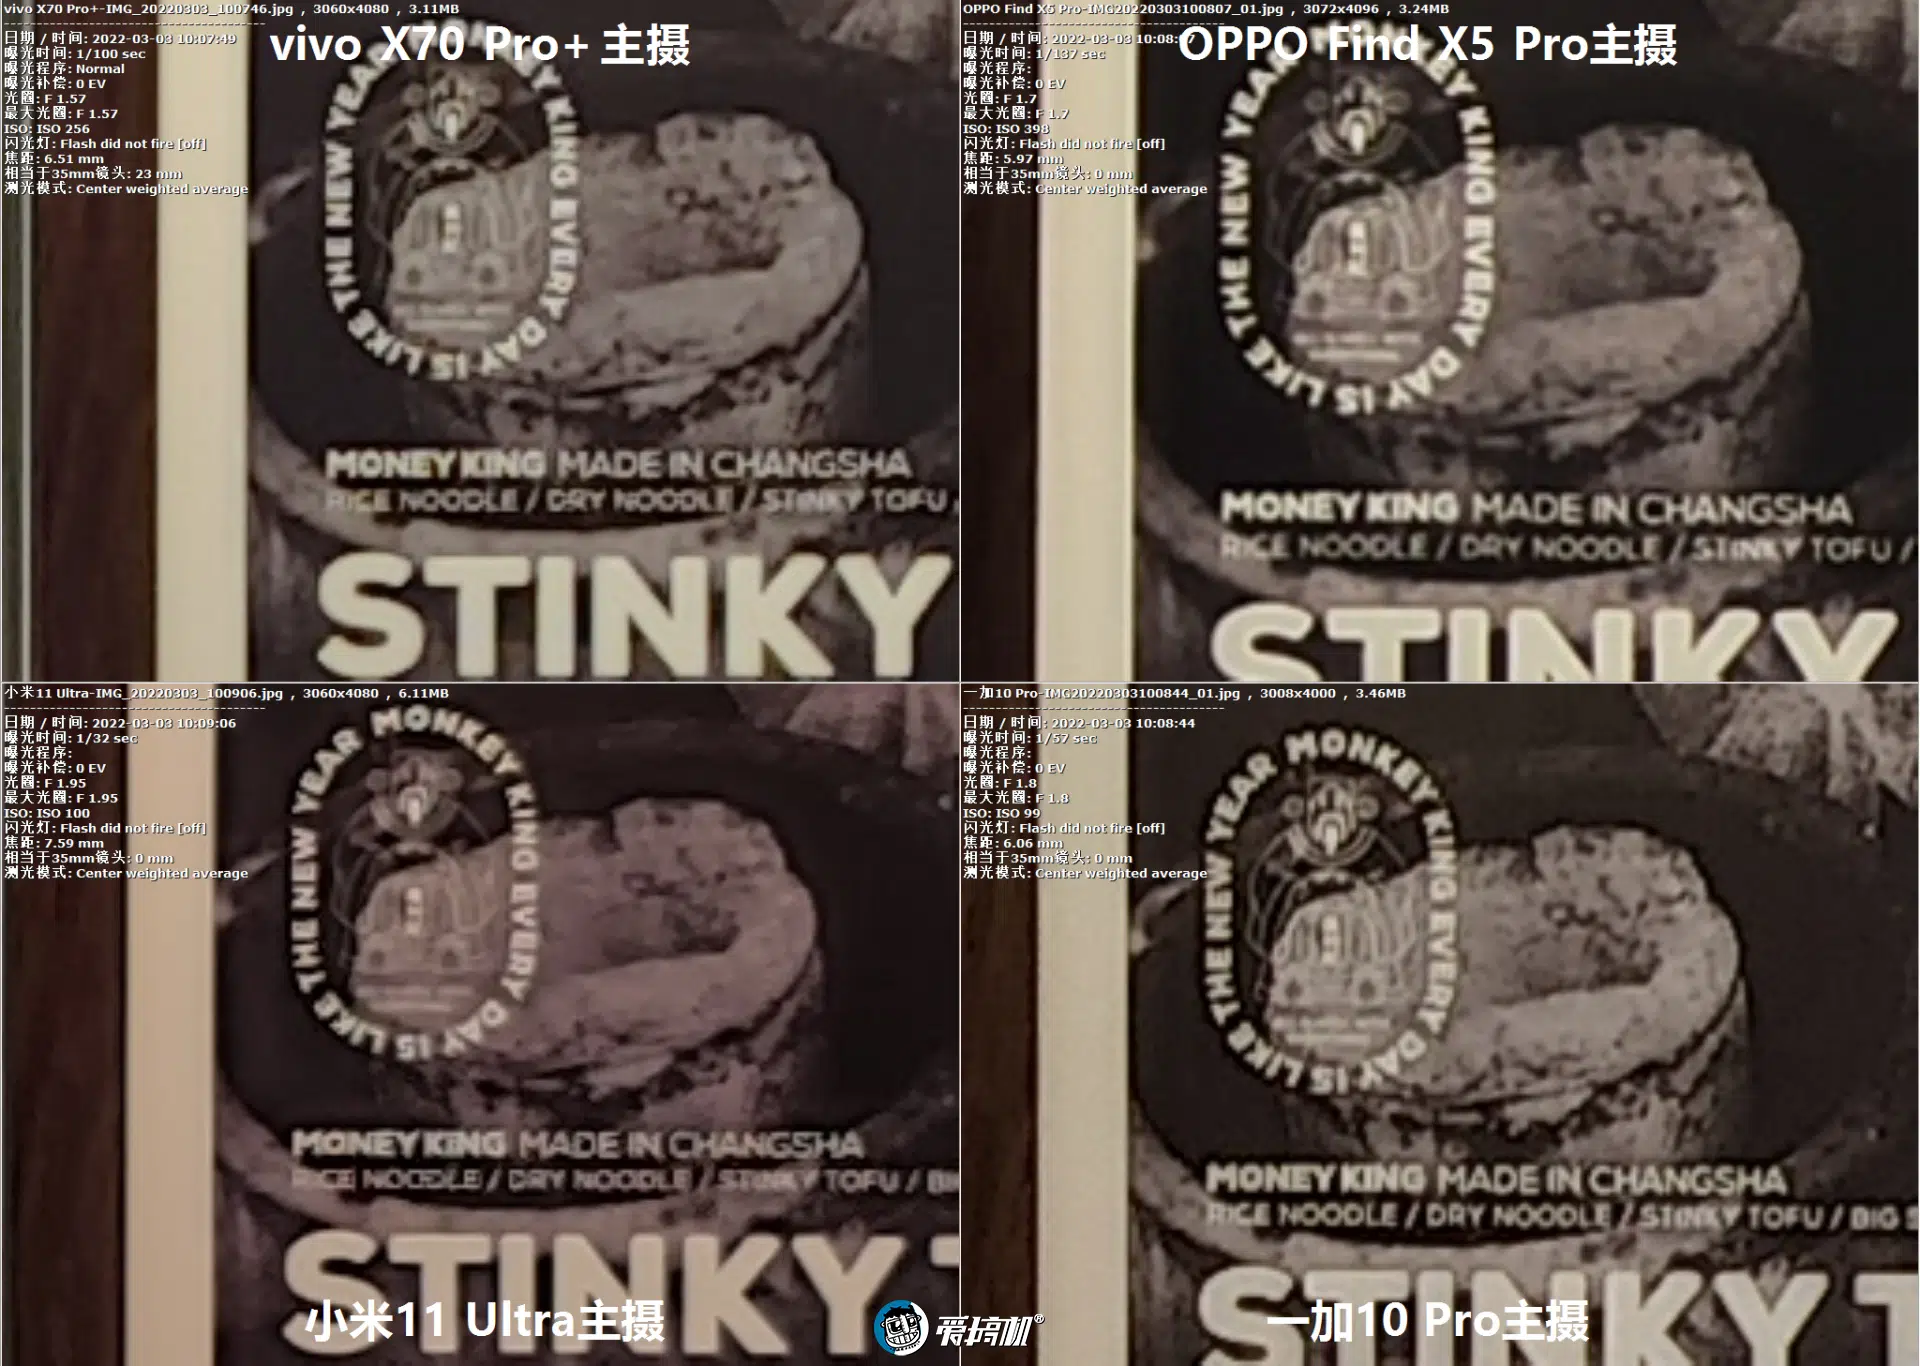 vivo X70 Pro+-IMG_20220303_100746.jpg , 3060x4080 , 3.11MB
日期 / 时间: 2022-03-03 10:07:49
曝光时间: 1/100 sec
曝光程序: Normal
曝光补偿: 0 EV
光圈: F 1.57
最大光圈: F 1.57
ISO: ISO 256
闪光灯: Flash did not fire [off]
焦距: 6.51 mm
相当于35mm镜头: 23 mm
测光模式: Center weighted average
vivo X70 Pro+主摄
KEY KING EVERY DAY IS LIKE THE NEW YEAR
MONEY KING MADE IN CHANGSHA
RICE NOODLE / DRY NOODLE / STINKY TOFU
STINKY
OPPO Find X5 Pro-IMG20220303100807_01.jpg , 3072x4096 , 3.24MB
日期 / 时间: 2022-03-03 10:08:07
曝光时间: 1/137 sec
曝光程序:
曝光补偿: 0 EV
光圈: F 1.7
最大光圈: F 1.7
ISO: ISO 398
闪光灯: Flash did not fire [off]
焦距: 5.97 mm
相当于35mm镜头: 0 mm
测光模式: Center weighted average
OPPO Find X5 Pro主摄
KEY KING EVERY DAY IS LIKE THE NEW YEAR
MONEY KING MADE IN CHANGSHA
RICE NOODLE / DRY NOODLE / STINKY TOFU /
STINKY
小米11 Ultra-IMG_20220303_100906.jpg , 3060x4080 , 6.11MB
日期 / 时间: 2022-03-03 10:09:06
曝光时间: 1/32 sec
曝光程序:
曝光补偿: 0 EV
光圈: F 1.95
最大光圈: F 1.95
ISO: ISO 100
闪光灯: Flash did not fire [off]
焦距: 7.59 mm
相当于35mm镜头: 0 mm
测光模式: Center weighted average
MONKEY KING EVERY DAY IS LIKE THE NEW YEAR
MONEY KING MADE IN CHANGSHA
RICE NOODLE / DRY NOODLE / STINKY TOFU / BI
STINKY T
小米11 Ultra主摄
一加10 Pro-IMG20220303100844_01.jpg , 3008x4000 , 3.46MB
日期 / 时间: 2022-03-03 10:08:44
曝光时间: 1/57 sec
曝光程序:
曝光补偿: 0 EV
光圈: F 1.8
最大光圈: F 1.8
ISO: ISO 99
闪光灯: Flash did not fire [off]
焦距: 6.06 mm
相当于35mm镜头: 0 mm
测光模式: Center weighted average
MONKEY KING EVERY DAY IS LIKE THE NEW YEAR
MONEY KING MADE IN CHANGSHA
RICE NOODLE / DRY NOODLE / STINKY TOFU / BIG S
STINKY T
一加10 Pro主摄
爱搞机®